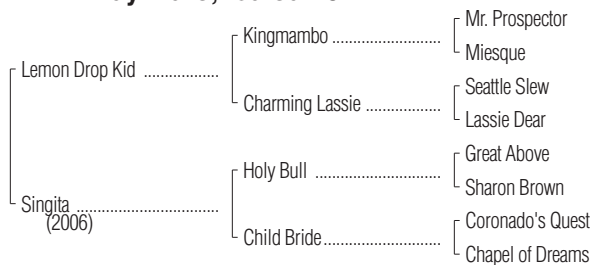 Kingmambo ....................
Mr. Prospector
Miesque
Lemon Drop Kid ..................
Charming Lassie ..................
Seattle Slew
Lassie Dear
Holy Bull ........................
Great Above
Sharon Brown
Singita ..................................
(2006)
Child Bride............................
Coronado's Quest
Chapel of Dreams